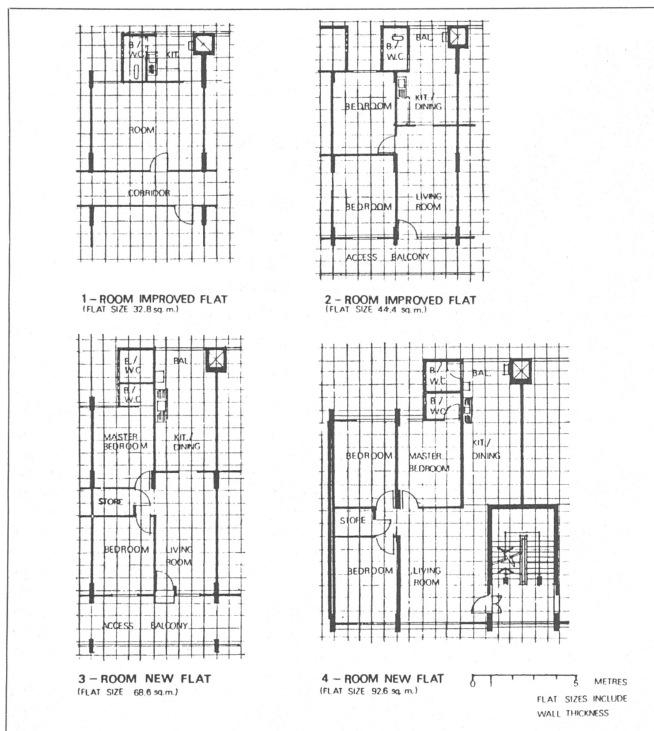 B./
W.C.
KIT.
ROOM
CORRIDOR
1 – ROOM IMPROVED FLAT
(FLAT SIZE 32.8 sq. m.)
B./
W.C.
BAL.
BEDROOM
KIT./
DINING
BEDROOM
LIVING
ROOM
ACCESS BALCONY
2 – ROOM IMPROVED FLAT
(FLAT SIZE 44.4 sq. m.)
B./
W.C.
BAL.
B./
W.C.
MASTER
BEDROOM
KIT./
DINING
STORE
BEDROOM
LIVING
ROOM
ACCESS BALCONY
3 – ROOM NEW FLAT
(FLAT SIZE 68.6 sq. m.)
B./
W.C.
BAL.
B./
WC
BEDROOM
MASTER
BEDROOM
KIT./
DINING
STORE
BEDROOM
LIVING
ROOM
4 – ROOM NEW FLAT
(FLAT SIZE 92.6 sq. m.)
0 1 5 METRES
FLAT SIZES INCLUDE
WALL THICKNESS